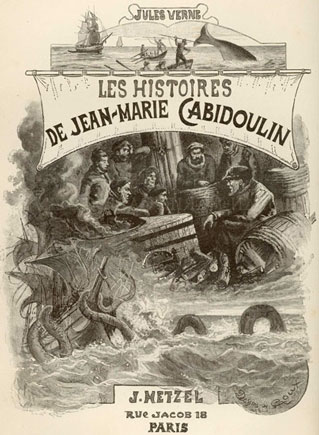 JULES VERNE
LES HISTOIRES
DE JEAN-MARIE CABIDOULIN
J. HETZEL
RUE JACOB 18
PARIS